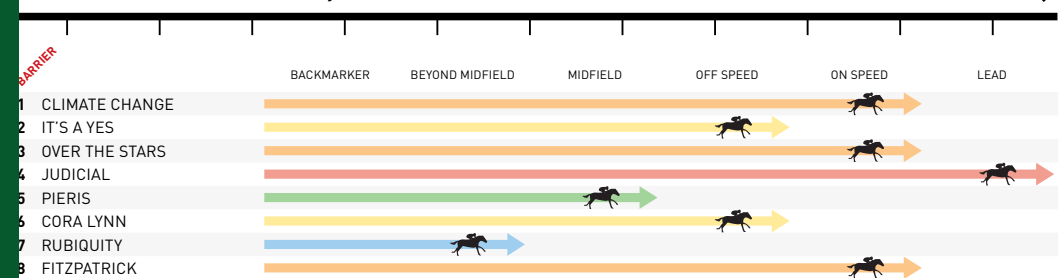 BARRIER
BACKMARKER BEYOND MIDFIELD MIDFIELD OFF SPEED ON SPEED LEAD
1 CLIMATE CHANGE
2 IT'S A YES
3 OVER THE STARS
4 JUDICIAL
5 PIERIS
6 CORA LYNN
7 RUBIQUITY
8 FITZPATRICK